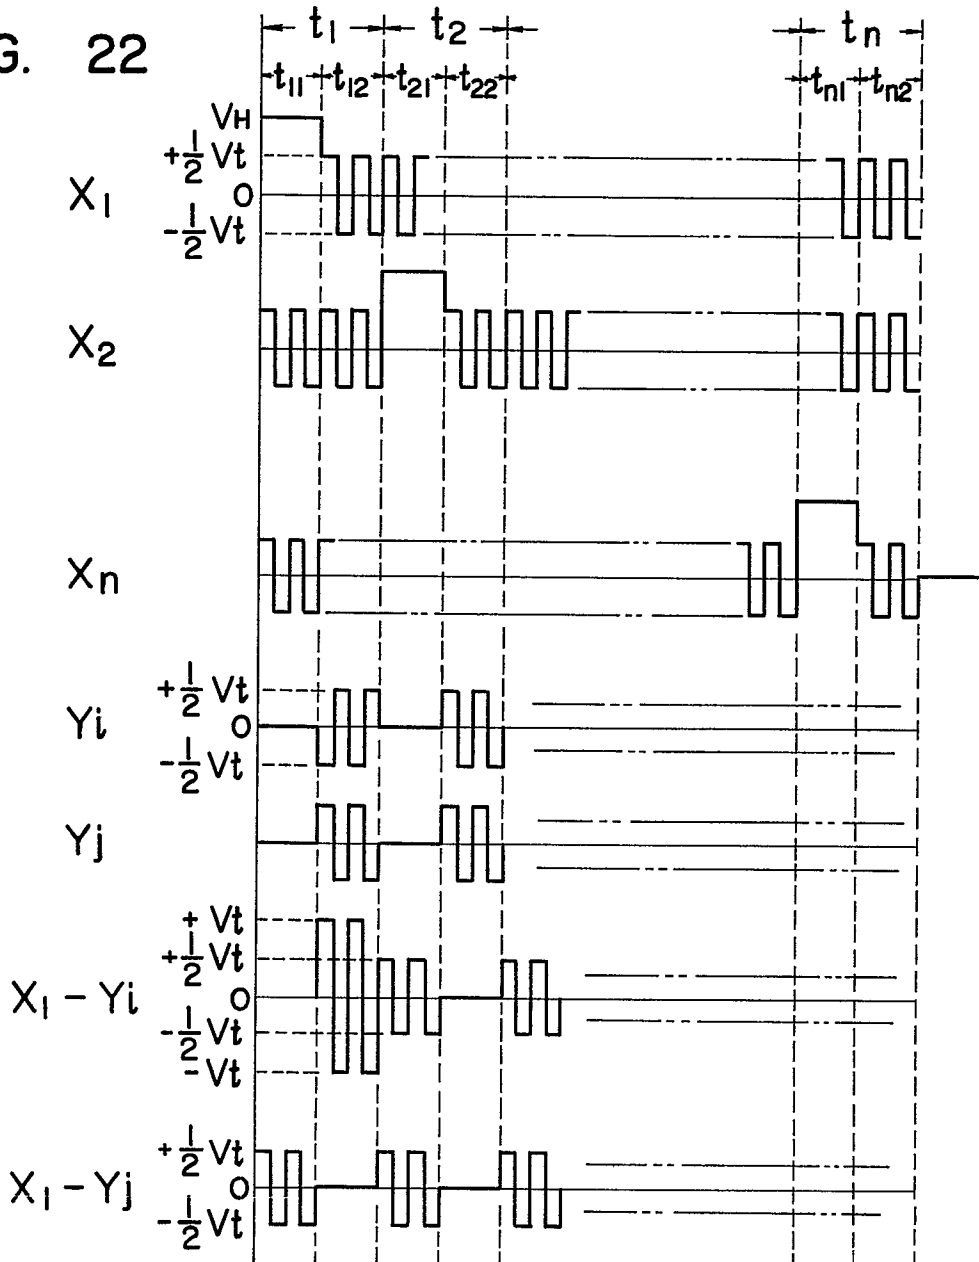 G. 22
t1 t2 tn
t11 t12 t21 t22 tn1 tn2
VH
+1/2 Vt
X1 0
-1/2 Vt
X2
Xn
+1/2 Vt
Yi 0
-1/2 Vt
Yj
+ Vt
+1/2 Vt
X1 - Yi 0
-1/2 Vt
- Vt
+1/2 Vt
X1 - Yj 0
-1/2 Vt